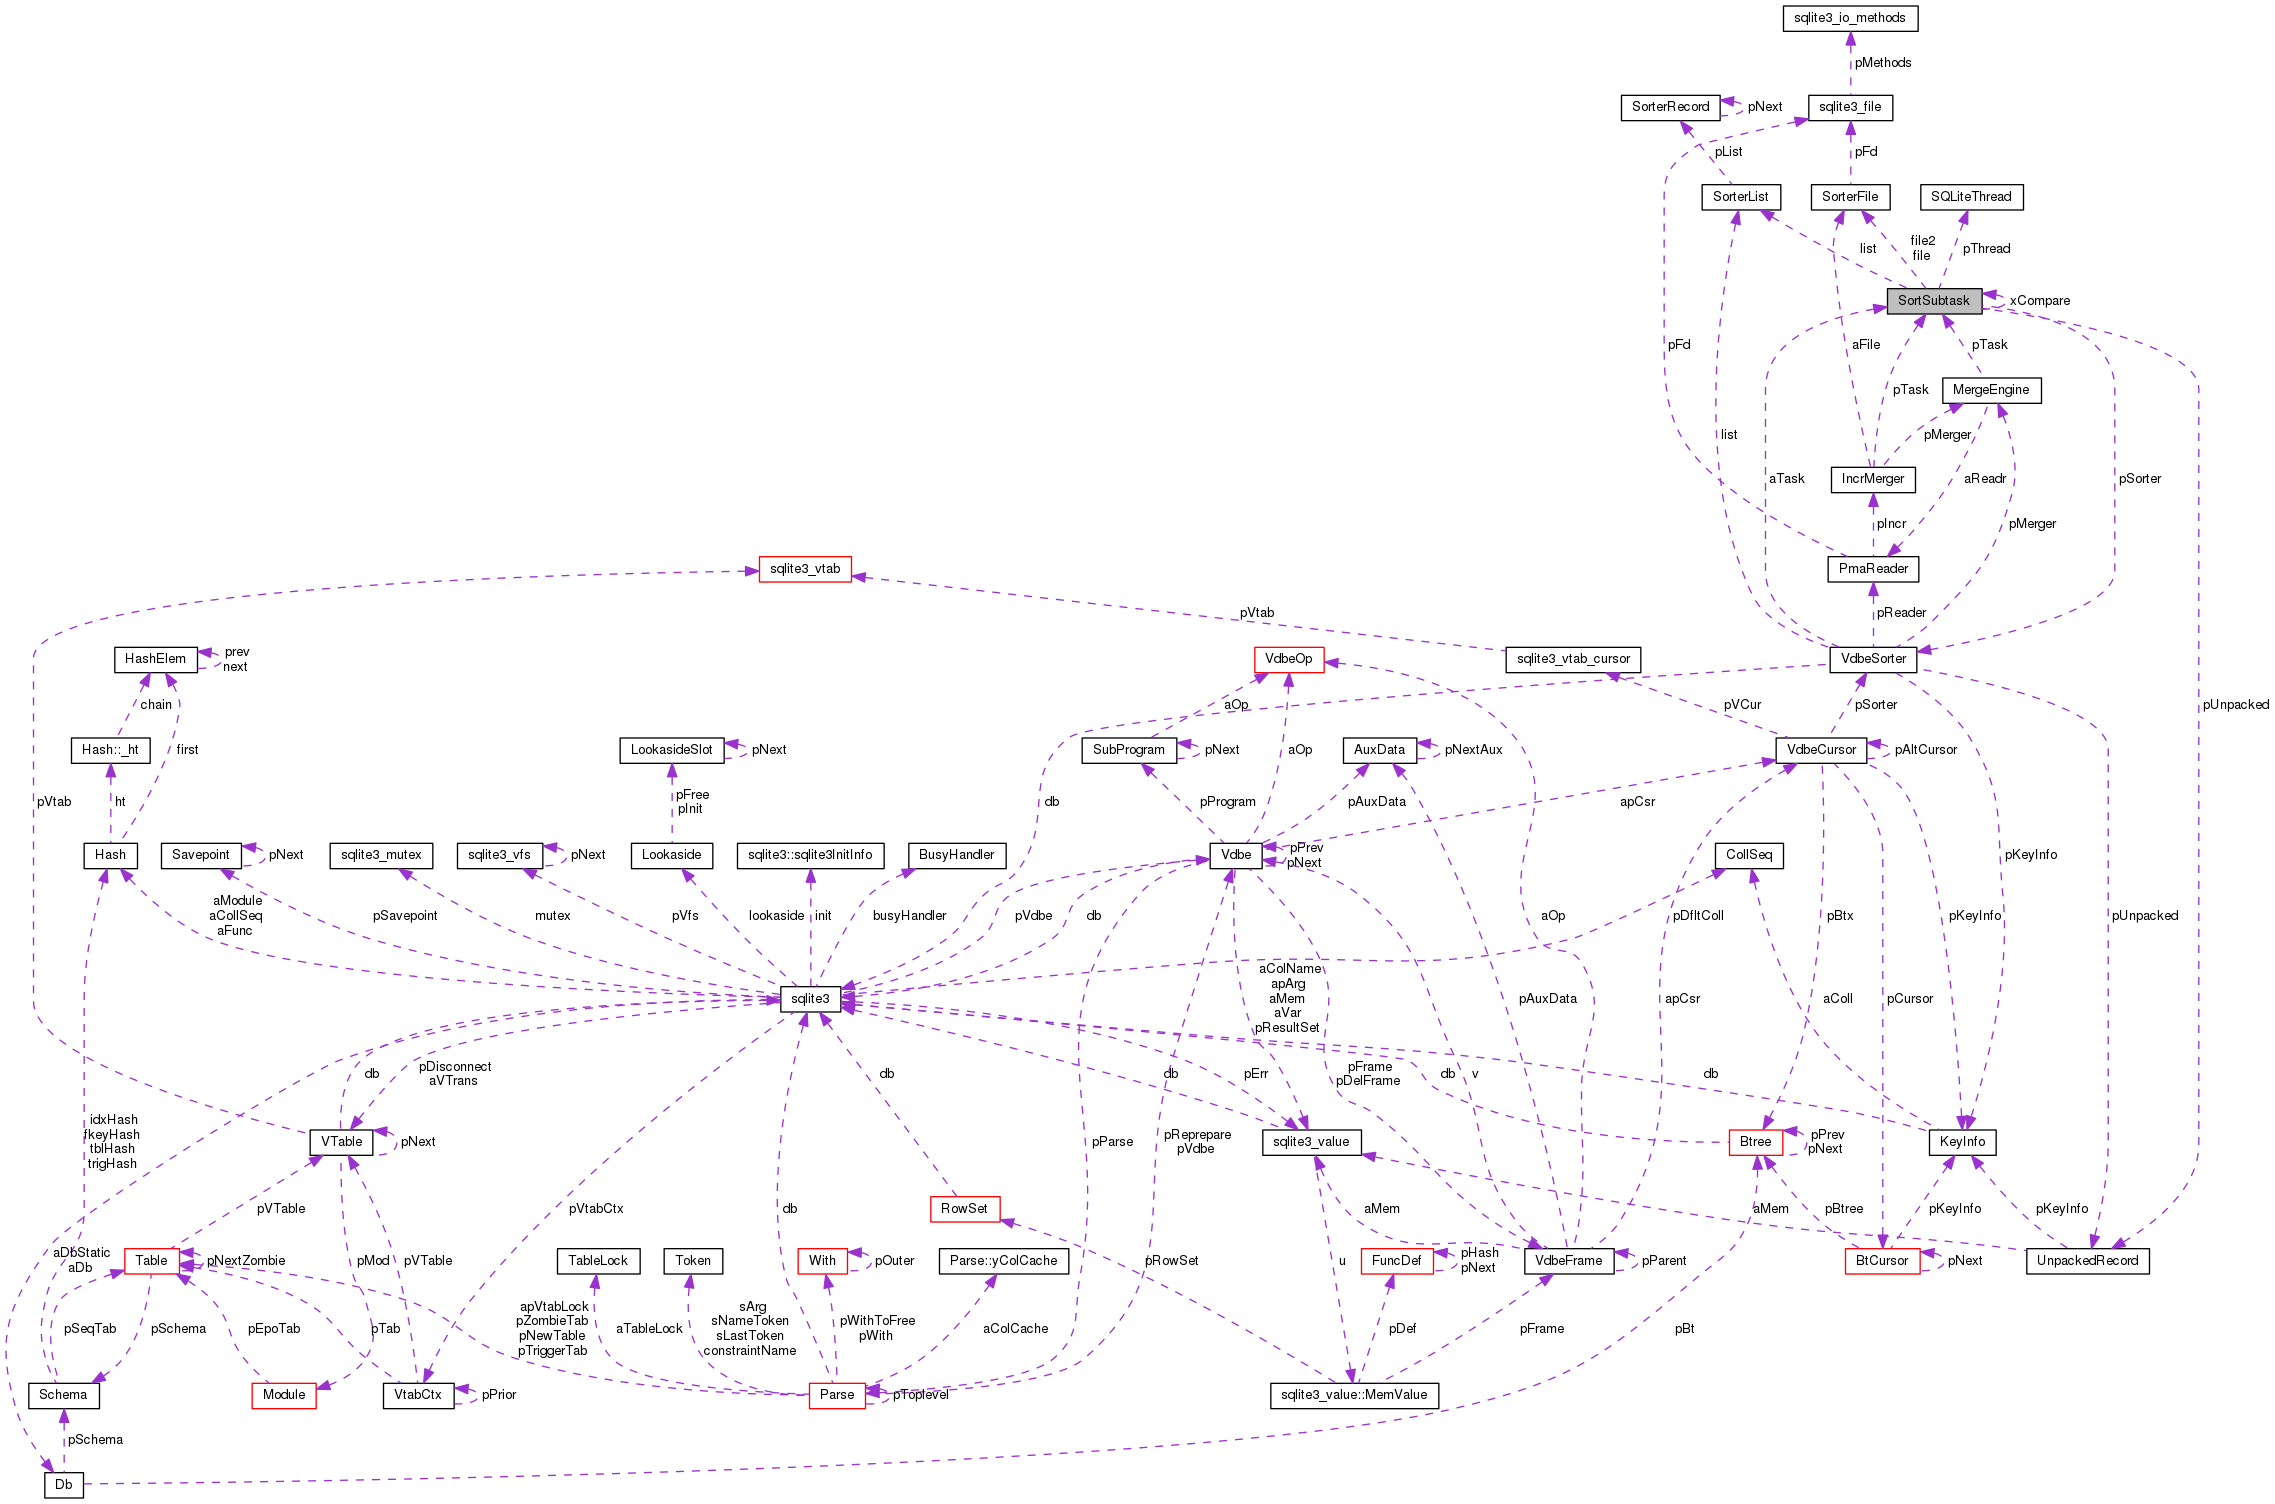 sqlite3_io_methods
pMethods
SorterRecord
pNext
sqlite3_file
pList
pFd
SorterList
SorterFile
SQLiteThread
list
file2
file
pThread
SortSubtask
xCompare
pFd
aFile
pTask
MergeEngine
pTask
list
pMerger
aTask
IncrMerger
aReadr
pSorter
pIncr
pMerger
sqlite3_vtab
PmaReader
pVtab
pReader
HashElem
prev
next
VdbeOp
sqlite3_vtab_cursor
VdbeSorter
chain
aOp
pVCur
pSorter
pUnpacked
Hash::_ht
first
LookasideSlot
pNext
SubProgram
pNext
aOp
AuxData
pNextAux
VdbeCursor
pAltCursor
pVtab
ht
pFree
pInit
db
pProgram
pAuxData
apCsr
Hash
Savepoint
pNext
sqlite3_mutex
sqlite3_vfs
pNext
Lookaside
sqlite3::sqlite3InitInfo
BusyHandler
Vdbe
pPrev
pNext
CollSeq
pKeyInfo
aModule
aCollSeq
aFunc
pSavepoint
mutex
pVfs
lookaside
init
busyHandler
pVdbe
db
aOp
pDfltColl
pBtx
pKeyInfo
pUnpacked
sqlite3
aColName
apArg
aMem
aVar
pResultSet
pAuxData
apCsr
pCursor
aColl
db
pDisconnect
aVTrans
db
pErr
db
pFrame
pDelFrame
db
v
db
idxHash
fkeyHash
tblHash
trigHash
VTable
pNext
pParse
pReprepare
pVdbe
sqlite3_value
Btree
pPrev
pNext
KeyInfo
pVTable
pVtabCtx
db
RowSet
aMem
aMem
pBtree
pKeyInfo
pKeyInfo
aDbStatic
aDb
Table
pNextZombie
pMod
pVTable
TableLock
Token
With
pOuter
Parse::yColCache
pRowSet
u
FuncDef
pHash
pNext
VdbeFrame
pParent
BtCursor
pNext
UnpackedRecord
pSeqTab
pSchema
pEpoTab
pTab
apVtabLock
pZombieTab
pNewTable
pTriggerTab
aTableLock
sArg
sNameToken
sLastToken
constraintName
pWithToFree
pWith
aColCache
pDef
pFrame
pBt
Schema
Module
VtabCtx
pPrior
Parse
pToplevel
sqlite3_value::MemValue
pSchema
Db